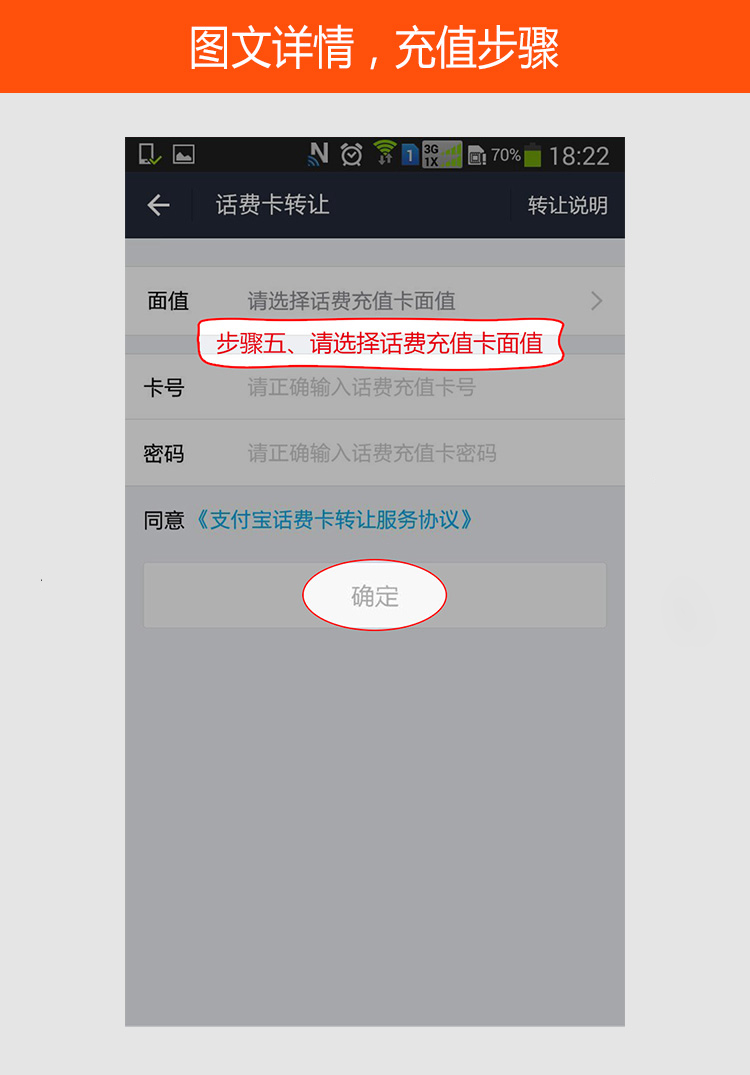 图文详情，充值步骤
3G 1X 1 70% 18:22
话费卡转让 转让说明
面值 请选择话费充值卡面值
步骤五、请选择话费充值卡面值
卡号 请正确输入话费充值卡号
密码 请正确输入话费充值卡密码
同意《支付宝话费卡转让服务协议》
确定